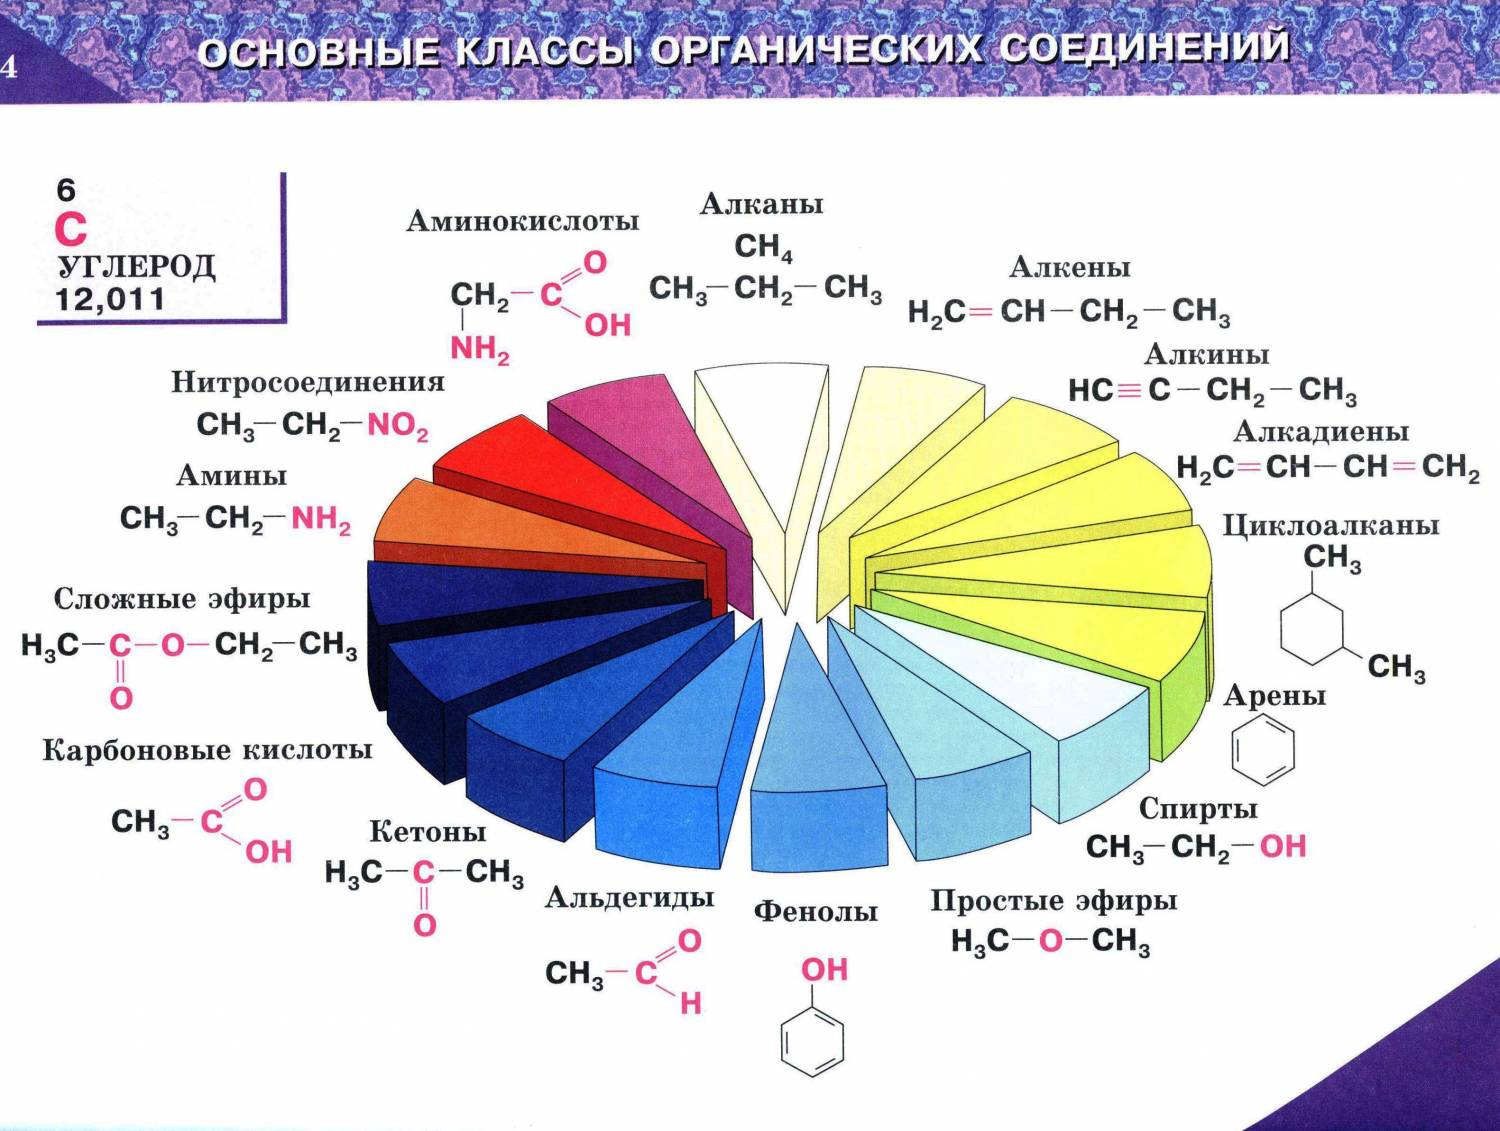 4
ОСНОВНЫЕ КЛАССЫ ОРГАНИЧЕСКИХ СОЕДИНЕНИЙ
6
C
УГЛЕРОД
12,011
Аминокислоты
CH₂—C
O
OH
NH₂
Алканы
CH₄
CH₃—CH₂—CH₃
Алкены
H₂C=CH—CH₂—CH₃
Алкины
HC≡C—CH₂—CH₃
Алкадиены
H₂C=CH—CH=CH₂
Циклоалканы
CH₃
CH₃
Арены
Спирты
CH₃—CH₂—OH
Простые эфиры
H₃C—O—CH₃
Фенолы
OH
Альдегиды
O
CH₃—C
H
Кетоны
H₃C—C—CH₃
O
Карбоновые кислоты
O
CH₃—C
OH
Сложные эфиры
H₃C—C—O—CH₂—CH₃
O
Амины
CH₃—CH₂—NH₂
Нитросоединения
CH₃—CH₂—NO₂